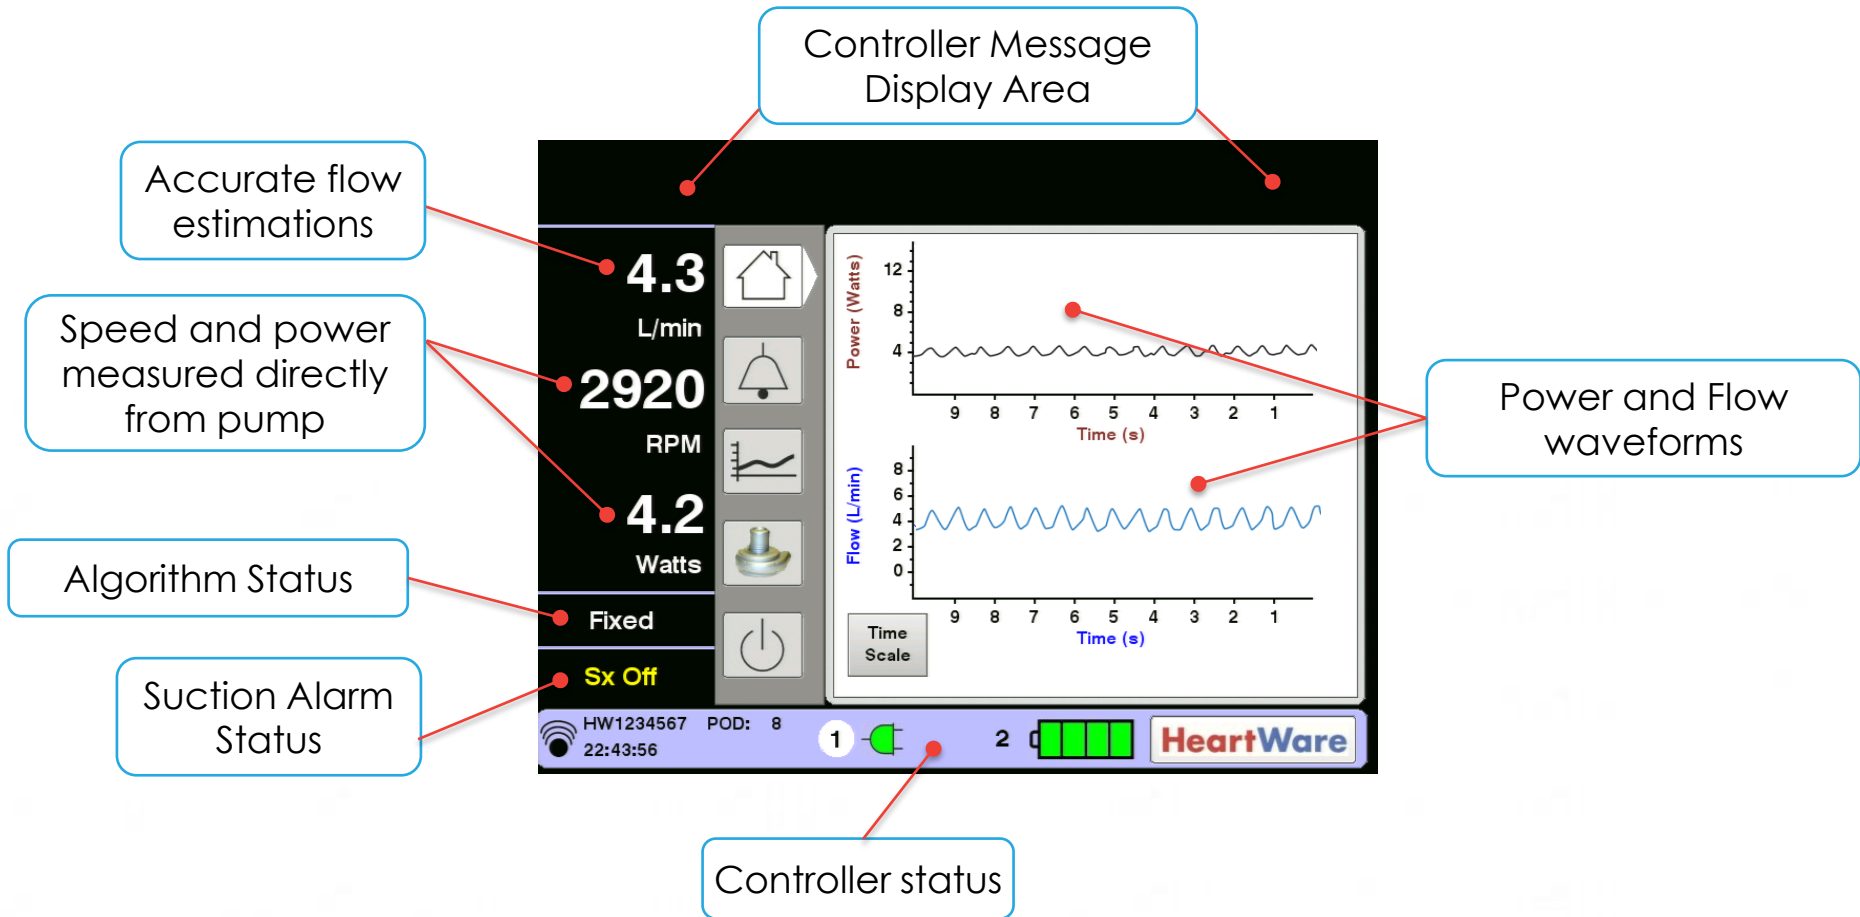 Controller Message
Display Area
Accurate flow
estimations
Speed and power
measured directly
from pump
Algorithm Status
Suction Alarm
Status
4.3
L/min
2920
RPM
4.2
Watts
Fixed
Sx Off
Power (Watts)
12
8
4
9 8 7 6 5 4 3 2 1
Time (s)
Flow (L/min)
8
6
4
2
0
9 8 7 6 5 4 3 2 1
Time (s)
Time
Scale
Power and Flow
waveforms
HW1234567 POD: 8
22:43:56
1
2
HeartWare
Controller status